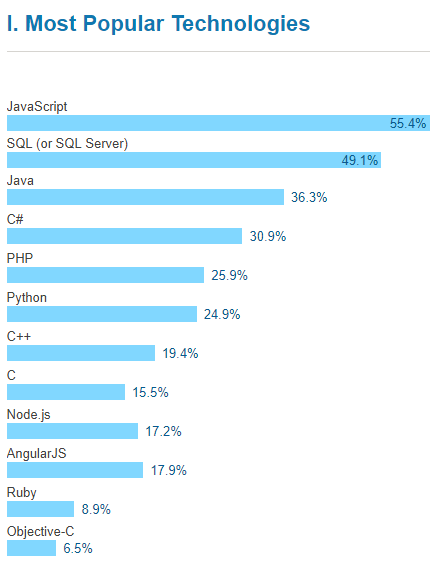 I. Most Popular Technologies
JavaScript
55.4%
SQL (or SQL Server)
49.1%
Java
36.3%
C#
30.9%
PHP
25.9%
Python
24.9%
C++
19.4%
C
15.5%
Node.js
17.2%
AngularJS
17.9%
Ruby
8.9%
Objective-C
6.5%